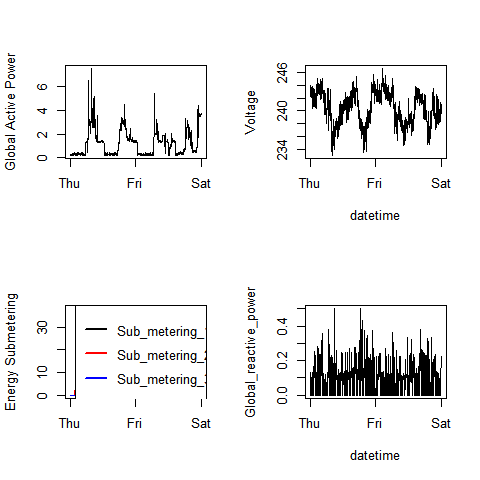 Global Active Power
0 2 4 6
Thu Fri Sat
Voltage
234 240 246
Thu Fri Sat
datetime
Energy Submetering
0 10 30
Sub_metering_
Sub_metering_2
Sub_metering_3
Thu Fri Sat
Global_reactive_power
0.0 0.2 0.4
Thu Fri Sat
datetime